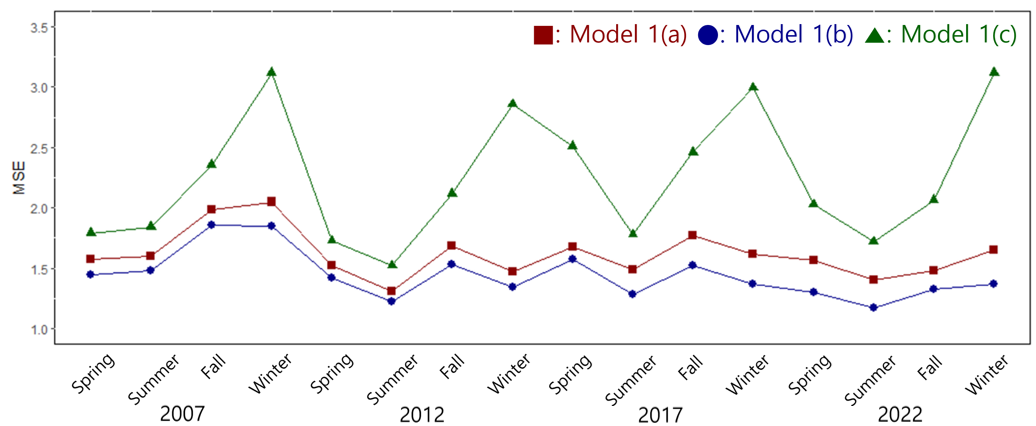 ■: Model 1(a) ●: Model 1(b) ▲: Model 1(c)
3.5
3.0
2.5
2.0
1.5
1.0
MSE
Spring Summer Fall Winter Spring Summer Fall Winter Spring Summer Fall Winter Spring Summer Fall Winter
2007 2012 2017 2022